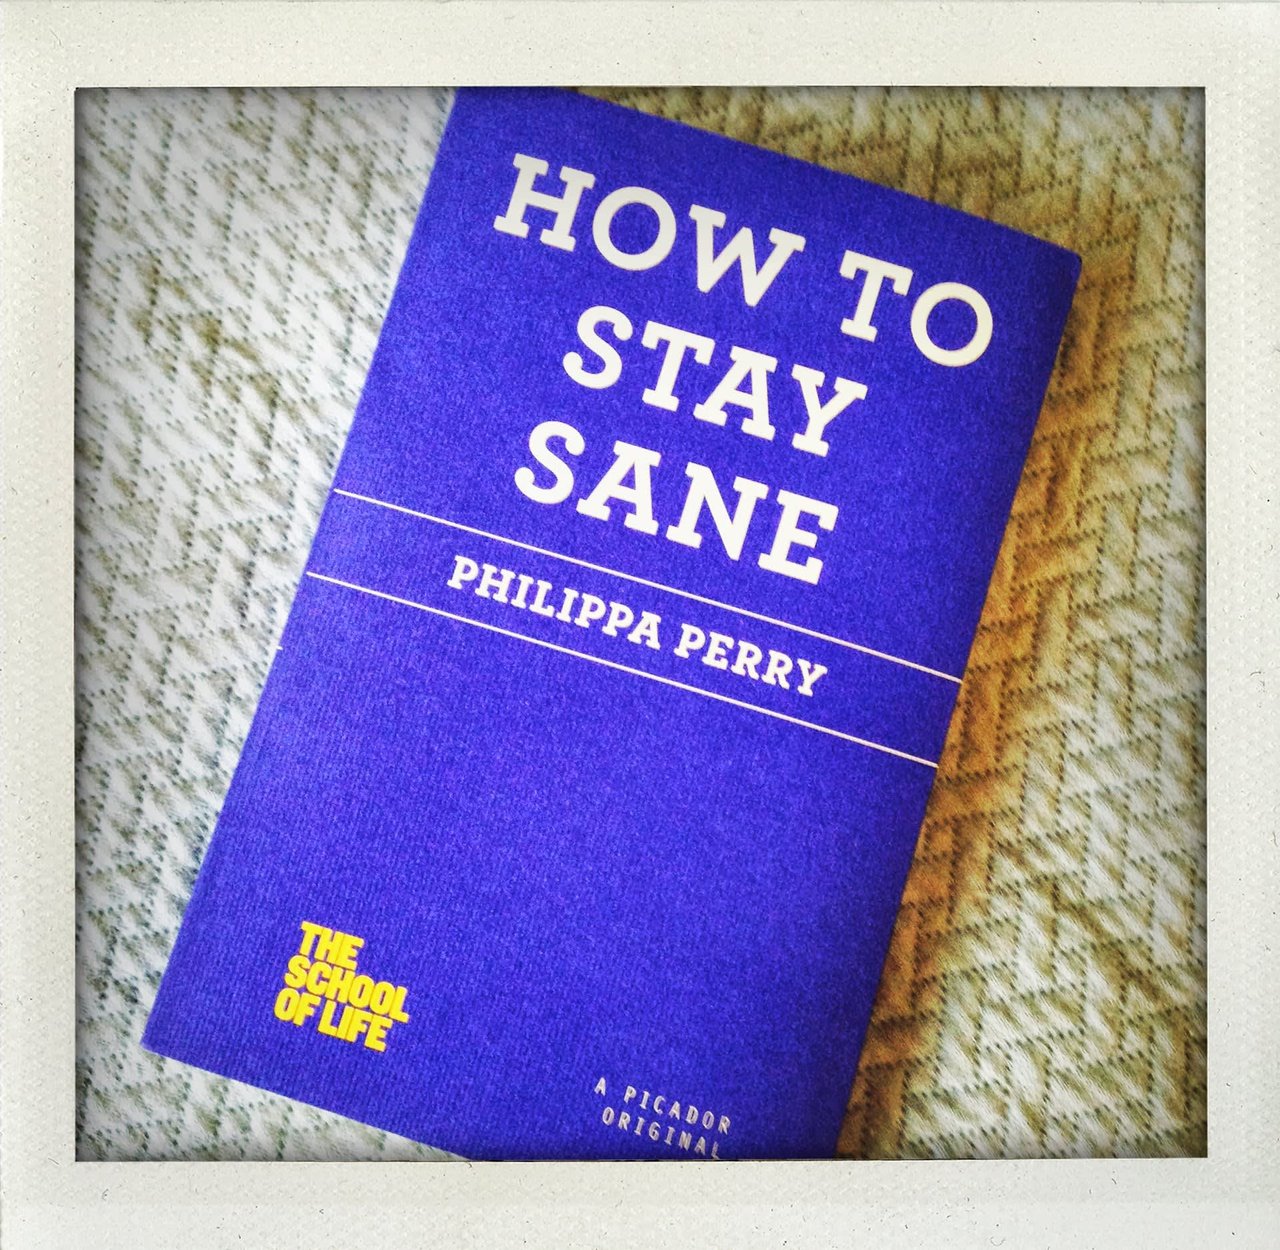 HOW TO
STAY
SANE
PHILIPPA PERRY
THE
SCHOOL
OF LIFE
A PICADOR
ORIGINAL